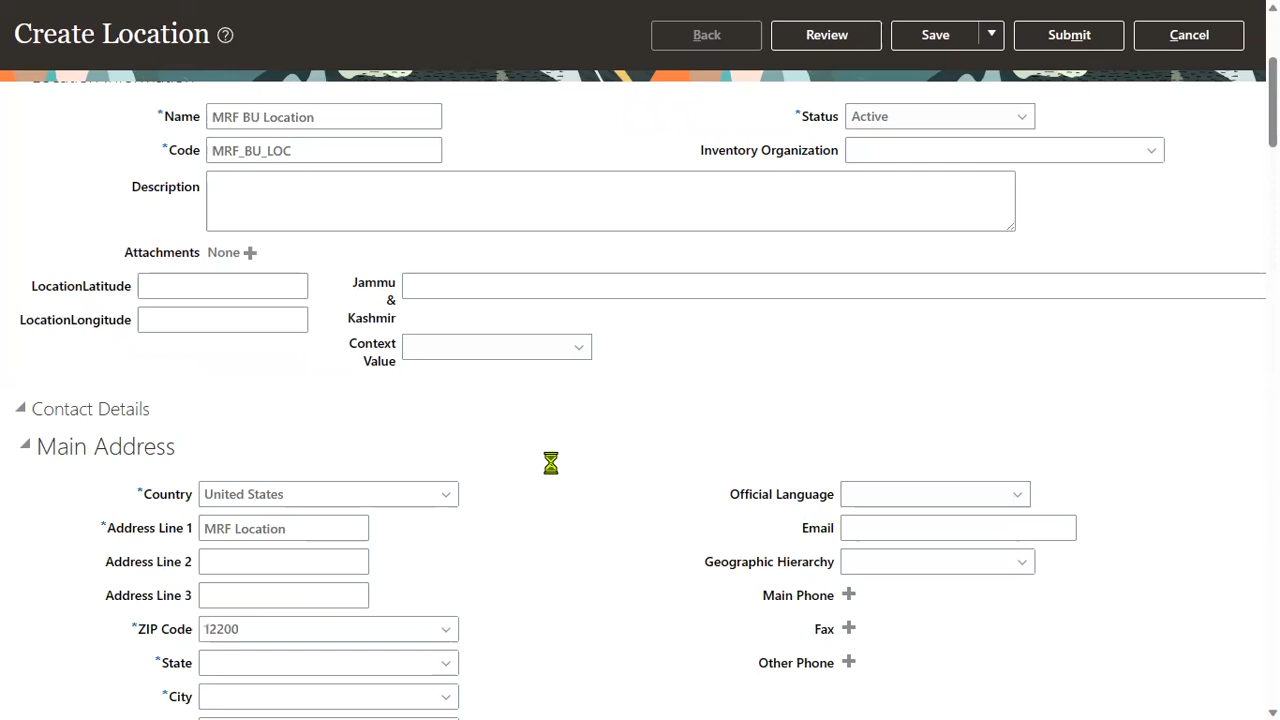 Create Location ?
Back
Review
Save
Submit
Cancel
Location Information
*Name
MRF BU Location
*Status
Active
*Code
MRF_BU_LOC
Inventory Organization
Description
Attachments
None
LocationLatitude
Jammu
&
Kashmir
LocationLongitude
Context
Value
Contact Details
Main Address
*Country
United States
Official Language
*Address Line 1
MRF Location
Email
Address Line 2
Geographic Hierarchy
Address Line 3
Main Phone
*ZIP Code
12200
Fax
*State
Other Phone
*City